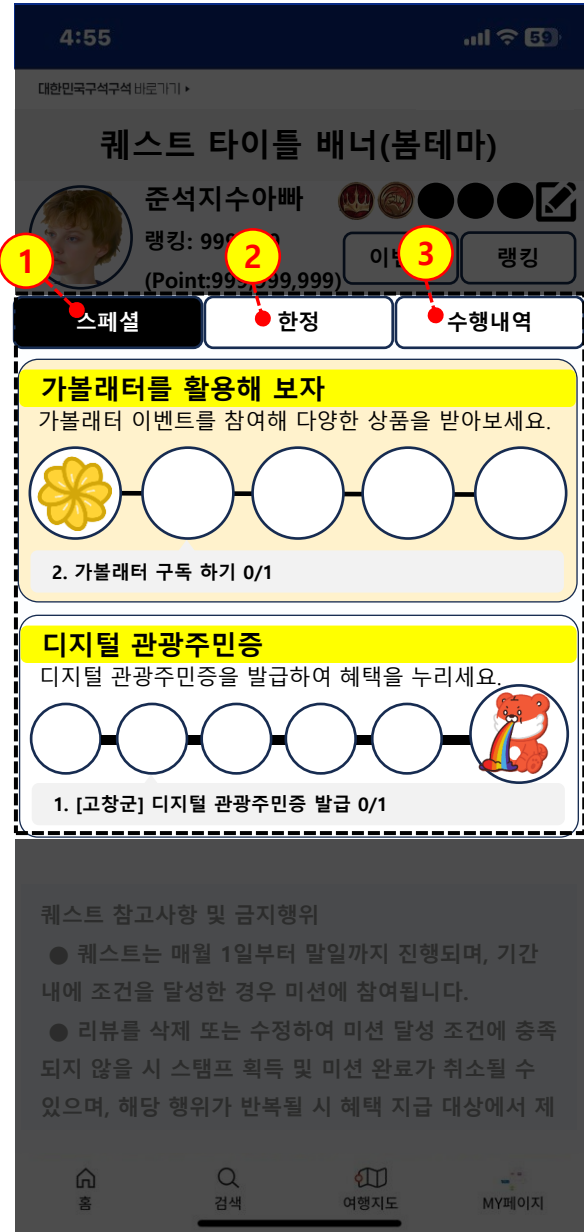 4:55
59
대한민국구석구석 바로가기 ▸
퀘스트 타이틀 배너(봄테마)
준석지수아빠
랭킹: 999
(Point:999,999,999)
랭킹
1
2
3
스페셜
한정
수행내역
가볼래터를 활용해 보자
가볼래터 이벤트를 참여해 다양한 상품을 받아보세요.
2. 가볼래터 구독 하기 0/1
디지털 관광주민증
디지털 관광주민증을 발급하여 혜택을 누리세요.
1. [고창군] 디지털 관광주민증 발급 0/1
퀘스트 참고사항 및 금지행위
● 퀘스트는 매월 1일부터 말일까지 진행되며, 기간
내에 조건을 달성한 경우 미션에 참여됩니다.
● 리뷰를 삭제 또는 수정하여 미션 달성 조건에 충족
되지 않을 시 스탬프 획득 및 미션 완료가 취소될 수
있으며, 해당 행위가 반복될 시 혜택 지급 대상에서 제
홈
검색
여행지도
MY페이지